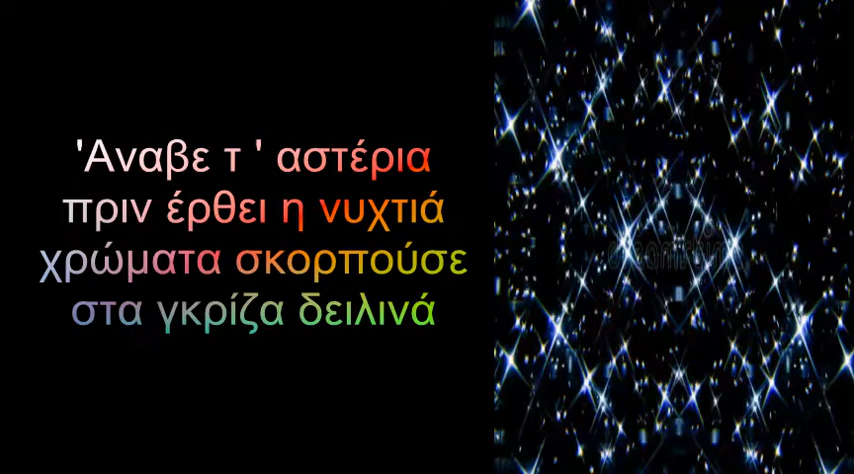 'Αναβε τ ' αστέρια
πριν έρθει η νυχτιά
χρώματα σκορπούσε
στα γκρίζα δειλινά